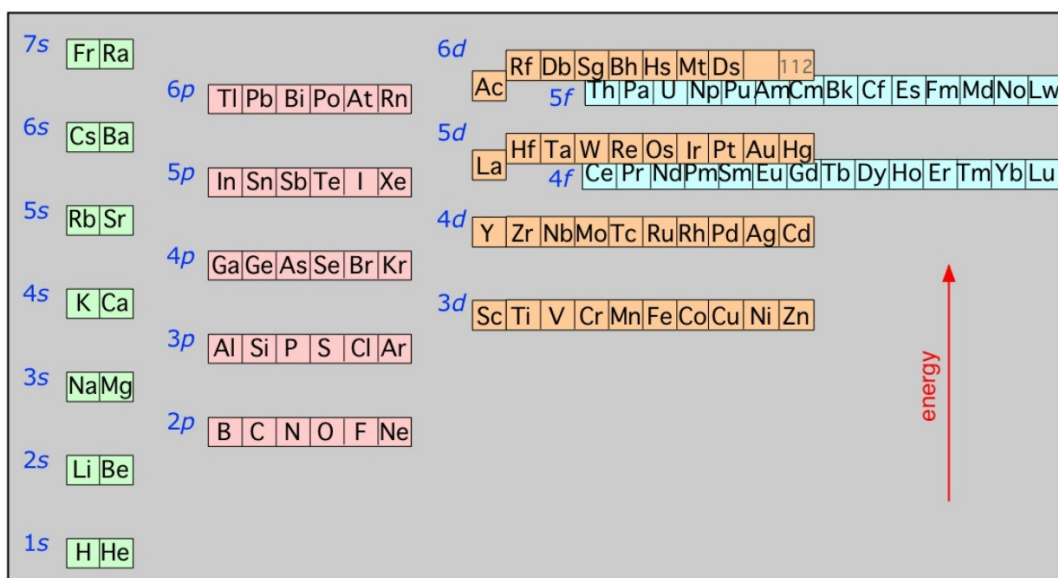 7s Fr Ra
6d Rf Db Sg Bh Hs Mt Ds 112
Ac
6p Tl Pb Bi Po At Rn
5f Th Pa U Np Pu Am Cm Bk Cf Es Fm Md No Lw
6s Cs Ba
5d Hf Ta W Re Os Ir Pt Au Hg
La
5p In Sn Sb Te I Xe
4f Ce Pr Nd Pm Sm Eu Gd Tb Dy Ho Er Tm Yb Lu
5s Rb Sr
4d Y Zr Nb Mo Tc Ru Rh Pd Ag Cd
4p Ga Ge As Se Br Kr
4s K Ca
3d Sc Ti V Cr Mn Fe Co Cu Ni Zn
3p Al Si P S Cl Ar
3s Na Mg
energy
2p B C N O F Ne
2s Li Be
1s H He